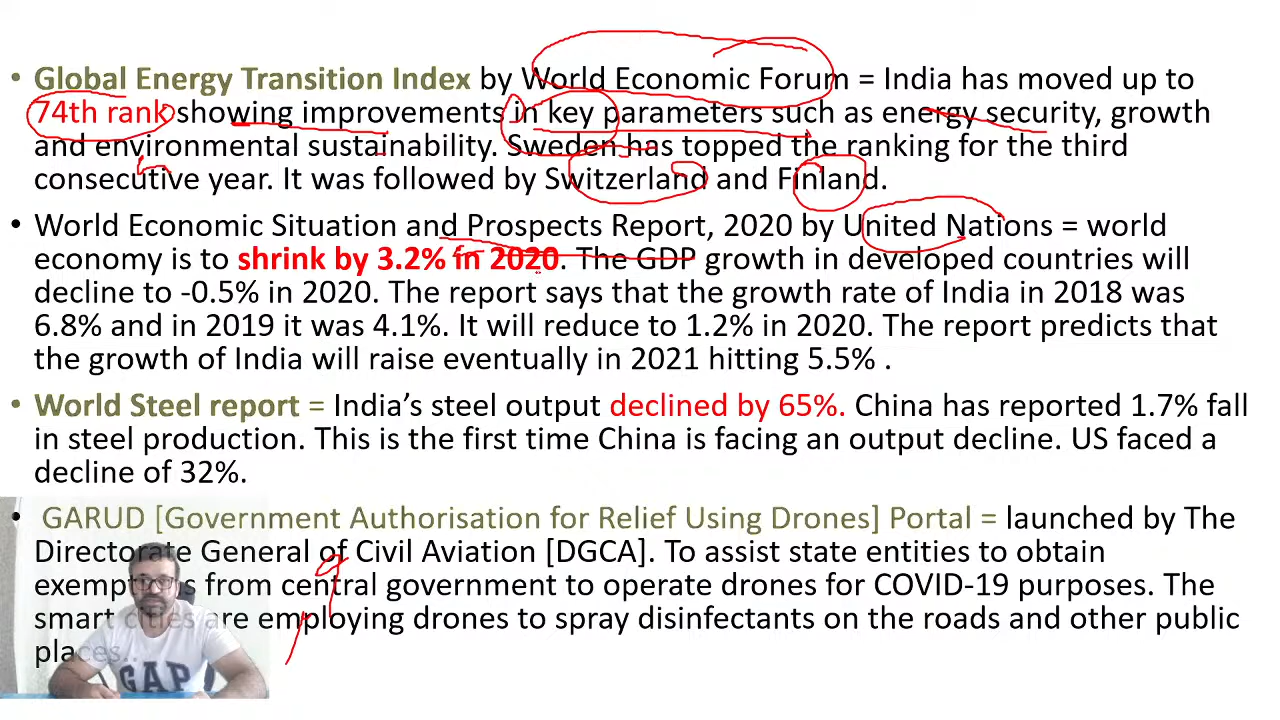 • Global Energy Transition Index by World Economic Forum = India has moved up to
74th rank showing improvements in key parameters such as energy security, growth
and environmental sustainability. Sweden has topped the ranking for the third
consecutive year. It was followed by Switzerland and Finland.
• World Economic Situation and Prospects Report, 2020 by United Nations = world
economy is to shrink by 3.2% in 2020. The GDP growth in developed countries will
decline to -0.5% in 2020. The report says that the growth rate of India in 2018 was
6.8% and in 2019 it was 4.1%. It will reduce to 1.2% in 2020. The report predicts that
the growth of India will raise eventually in 2021 hitting 5.5% .
• World Steel report = India’s steel output declined by 65%. China has reported 1.7% fall
in steel production. This is the first time China is facing an output decline. US faced a
decline of 32%.
• GARUD [Government Authorisation for Relief Using Drones] Portal = launched by The
Directorate General of Civil Aviation [DGCA]. To assist state entities to obtain
exemptions from central government to operate drones for COVID-19 purposes. The
smart cities are employing drones to spray disinfectants on the roads and other public
places..
GAP